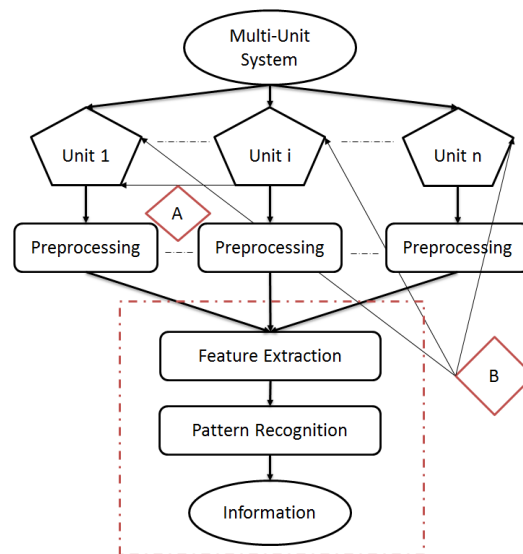 Multi-Unit
System
Unit 1
Unit i
Unit n
A
Preprocessing
Preprocessing
Preprocessing
Feature Extraction
B
Pattern Recognition
Information